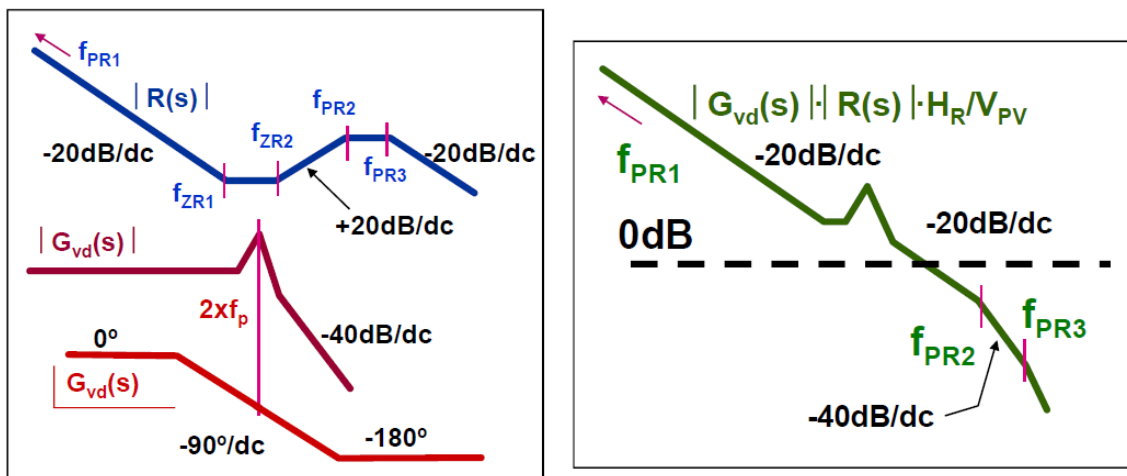 fPR1
|R(s)|
fPR2
fZR2
-20dB/dc
-20dB/dc
fPR3
fZR1
+20dB/dc
|Gvd(s)|
2xfp
-40dB/dc
0º
Gvd(s)
-90º/dc
-180º
|Gvd(s)|·|R(s)|·HR/VPV
-20dB/dc
fPR1
-20dB/dc
0dB
fPR3
fPR2
-40dB/dc